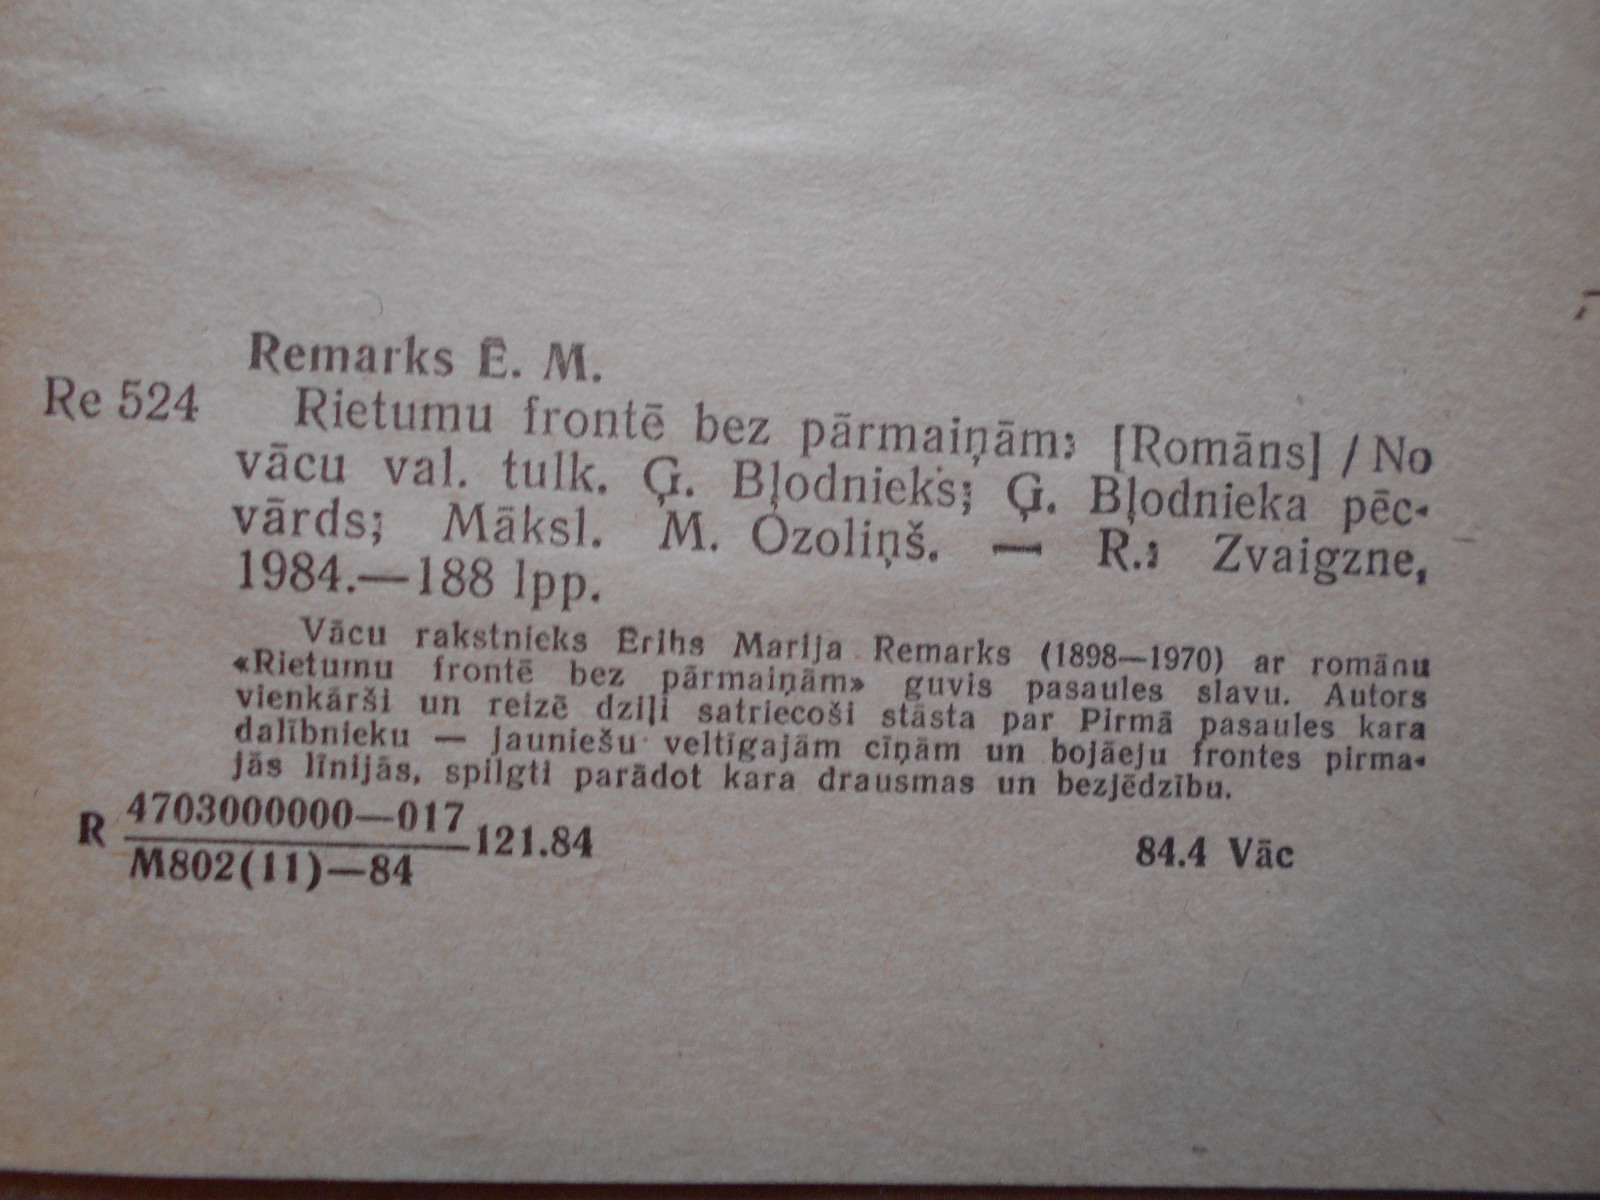 Remarks Ē. M.
Re 524 Rietumu frontē bez pārmaiņām: [Romāns] / No
vācu val. tulk. Ģ. Bļodnieks; Ģ. Bļodnieka pēc-
vārds; Māksl. M. Ozoliņš. — R.: Zvaigzne,
1984.—188 lpp.
Vācu rakstnieks Ērihs Marija Remarks (1898—1970) ar romānu
«Rietumu frontē bez pārmaiņām» guvis pasaules slavu. Autors
vienkārši un reizē dziļi satriecoši stāsta par Pirmā pasaules kara
dalībnieku — jauniešu veltīgajām cīņām un bojāeju frontes pirma-
jās līnijās, spilgti parādot kara drausmas un bezjēdzību.
R 4703000000—017 121.84
M802(11)—84
84.4 Vāc